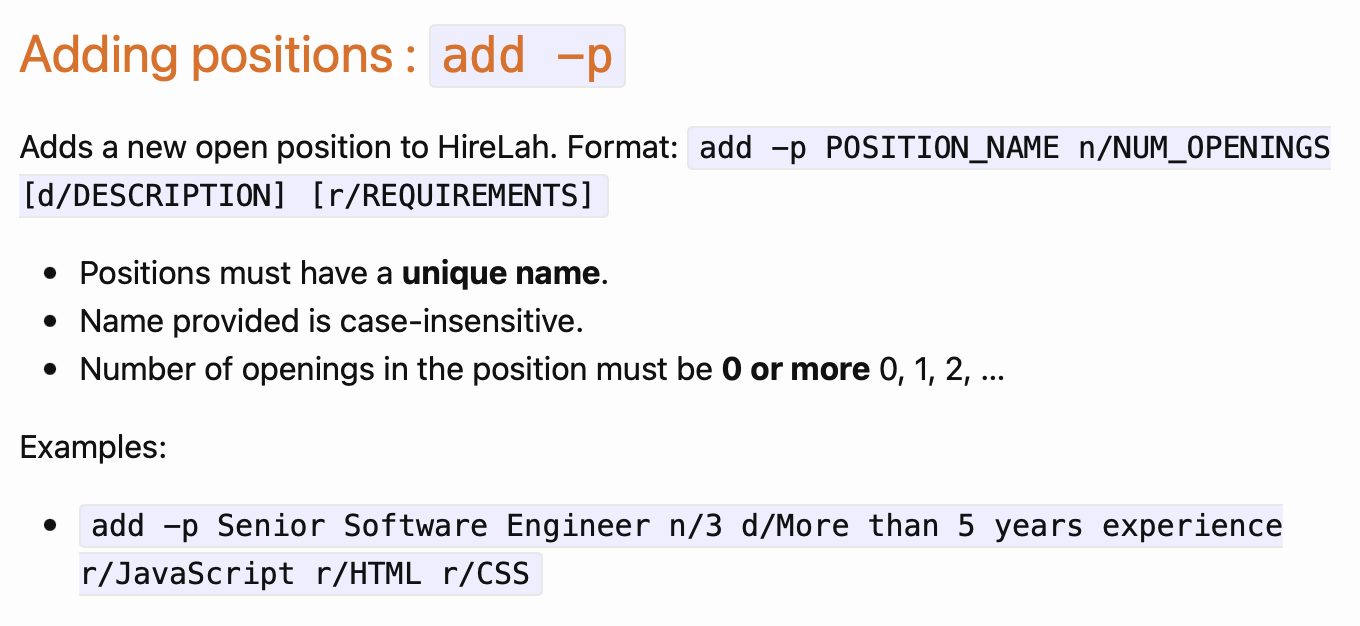 Adding positions : add -p
Adds a new open position to HireLah. Format: add -p POSITION_NAME n/NUM_OPENINGS
[d/DESCRIPTION] [r/REQUIREMENTS]
• Positions must have a unique name.
• Name provided is case-insensitive.
• Number of openings in the position must be 0 or more 0, 1, 2, …
Examples:
• add -p Senior Software Engineer n/3 d/More than 5 years experience
r/JavaScript r/HTML r/CSS